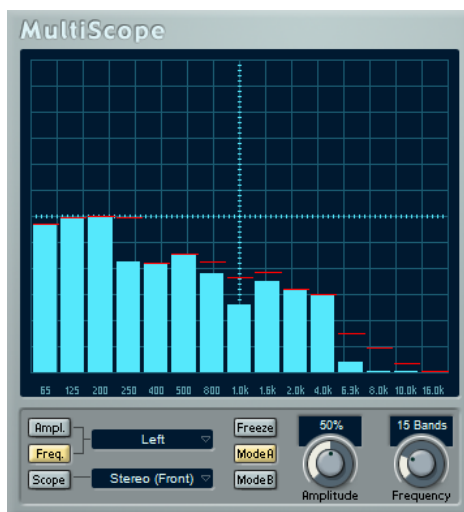 MultiScope
65 125 200 250 400 500 800 1.0k 1.6k 2.0k 4.0k 6.3k 8.0k 10.0k 16.0k
Ampl. Freeze 50% 15 Bands
Left
Freq. Mode A
Scope Stereo (Front) Mode B
Amplitude Frequency